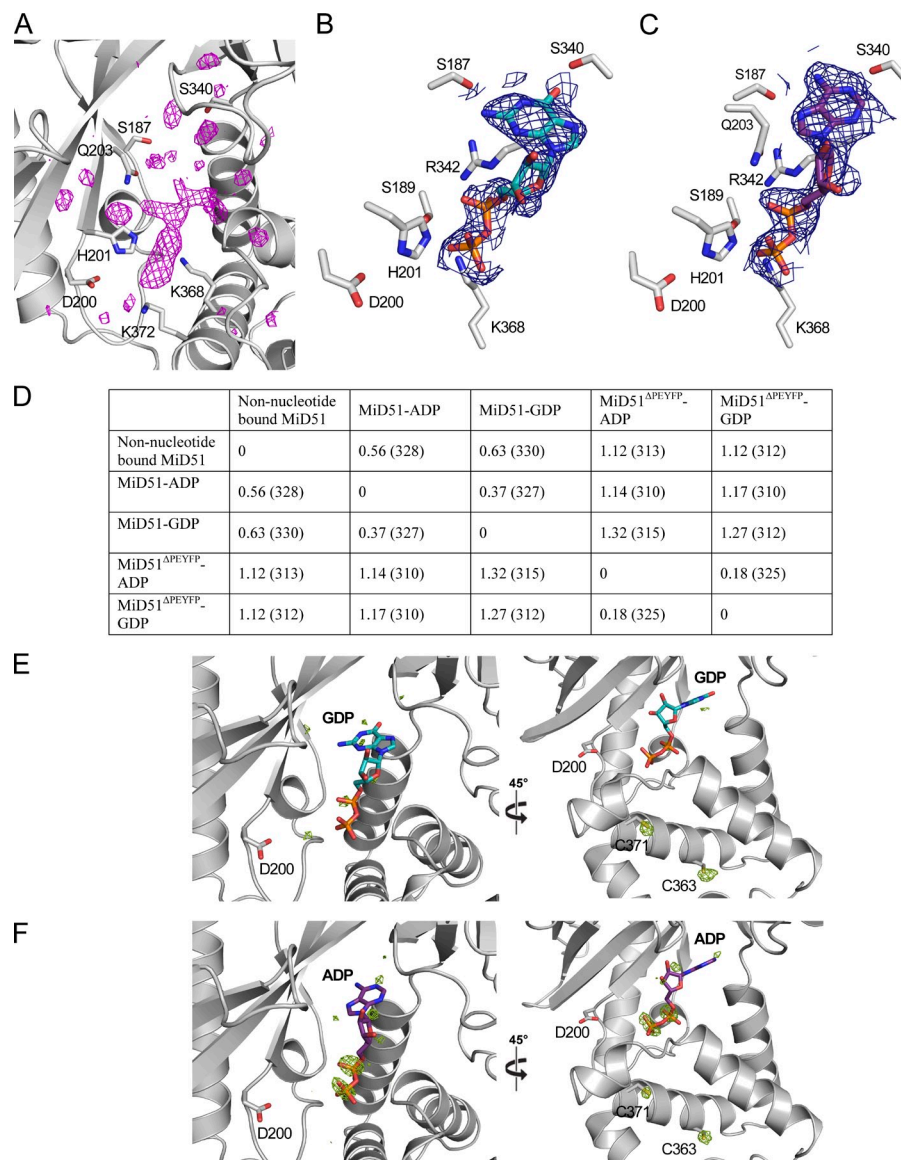 A
S340
S187
Q203
H201
D200
K368
K372
B
S340
S187
R342
S189
H201
D200
K368
C
S340
S187
Q203
R342
S189
H201
D200
K368
D
Non-nucleotide bound MiD51 MiD51-ADP MiD51-GDP MiD51ΔPEYFP-ADP MiD51ΔPEYFP-GDP
Non-nucleotide bound MiD51 0 0.56 (328) 0.63 (330) 1.12 (313) 1.12 (312)
MiD51-ADP 0.56 (328) 0 0.37 (327) 1.14 (310) 1.17 (310)
MiD51-GDP 0.63 (330) 0.37 (327) 0 1.32 (315) 1.27 (312)
MiD51ΔPEYFP-ADP 1.12 (313) 1.14 (310) 1.32 (315) 0 0.18 (325)
MiD51ΔPEYFP-GDP 1.12 (312) 1.17 (310) 1.27 (312) 0.18 (325) 0
E
GDP
D200
45°
GDP
D200
C371
C363
F
ADP
D200
45°
ADP
D200
C371
C363